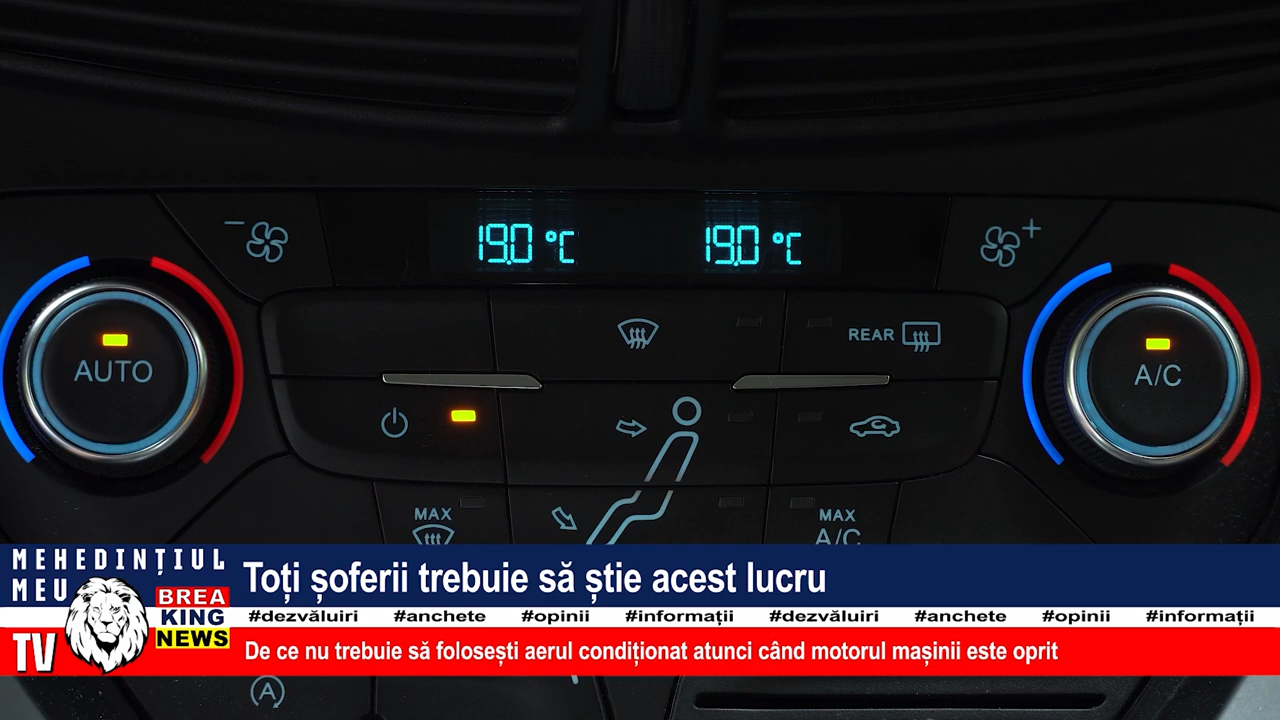 19.0 °C
19.0 °C
REAR
AUTO
A/C
MAX
MAX
A/C
MEHEDINȚIUL
MEU
TV
BREA
KING
NEWS
Toți șoferii trebuie să știe acest lucru
#dezvăluiri #anchete #opinii #informații #dezvăluiri #anchete #opinii #informații
De ce nu trebuie să folosești aerul condiționat atunci când motorul mașinii este oprit
A